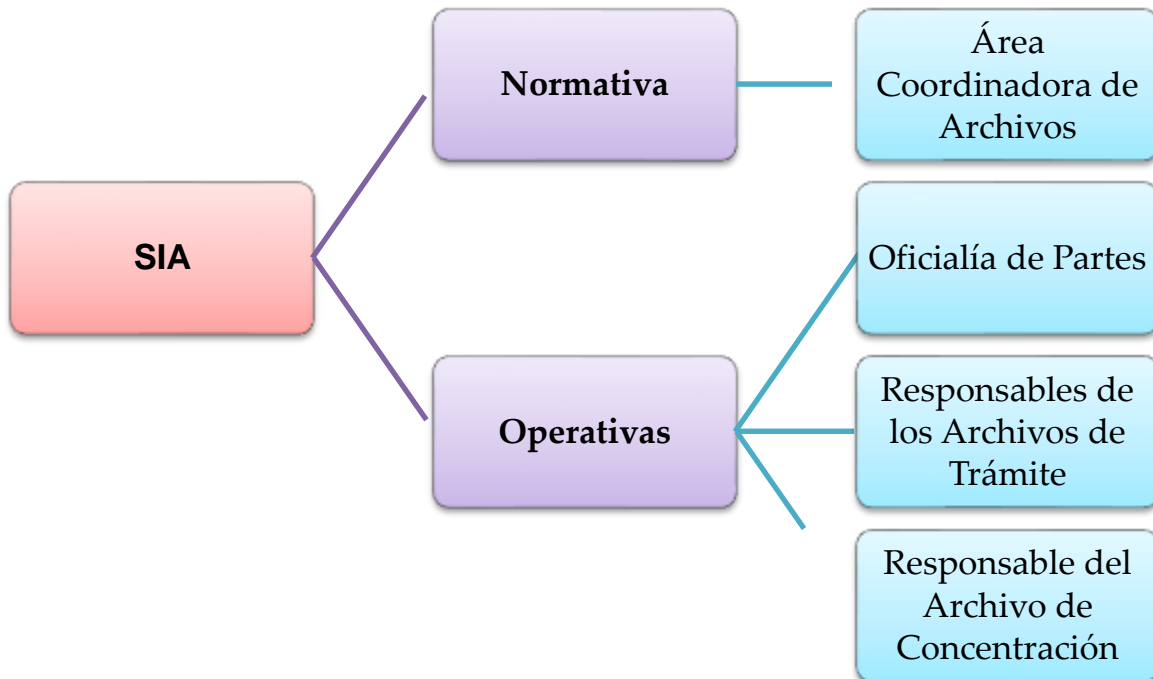 SIA
Normativa
Área
Coordinadora de
Archivos
Operativas
Oficialía de Partes
Responsables de
los Archivos de
Trámite
Responsable del
Archivo de
Concentración